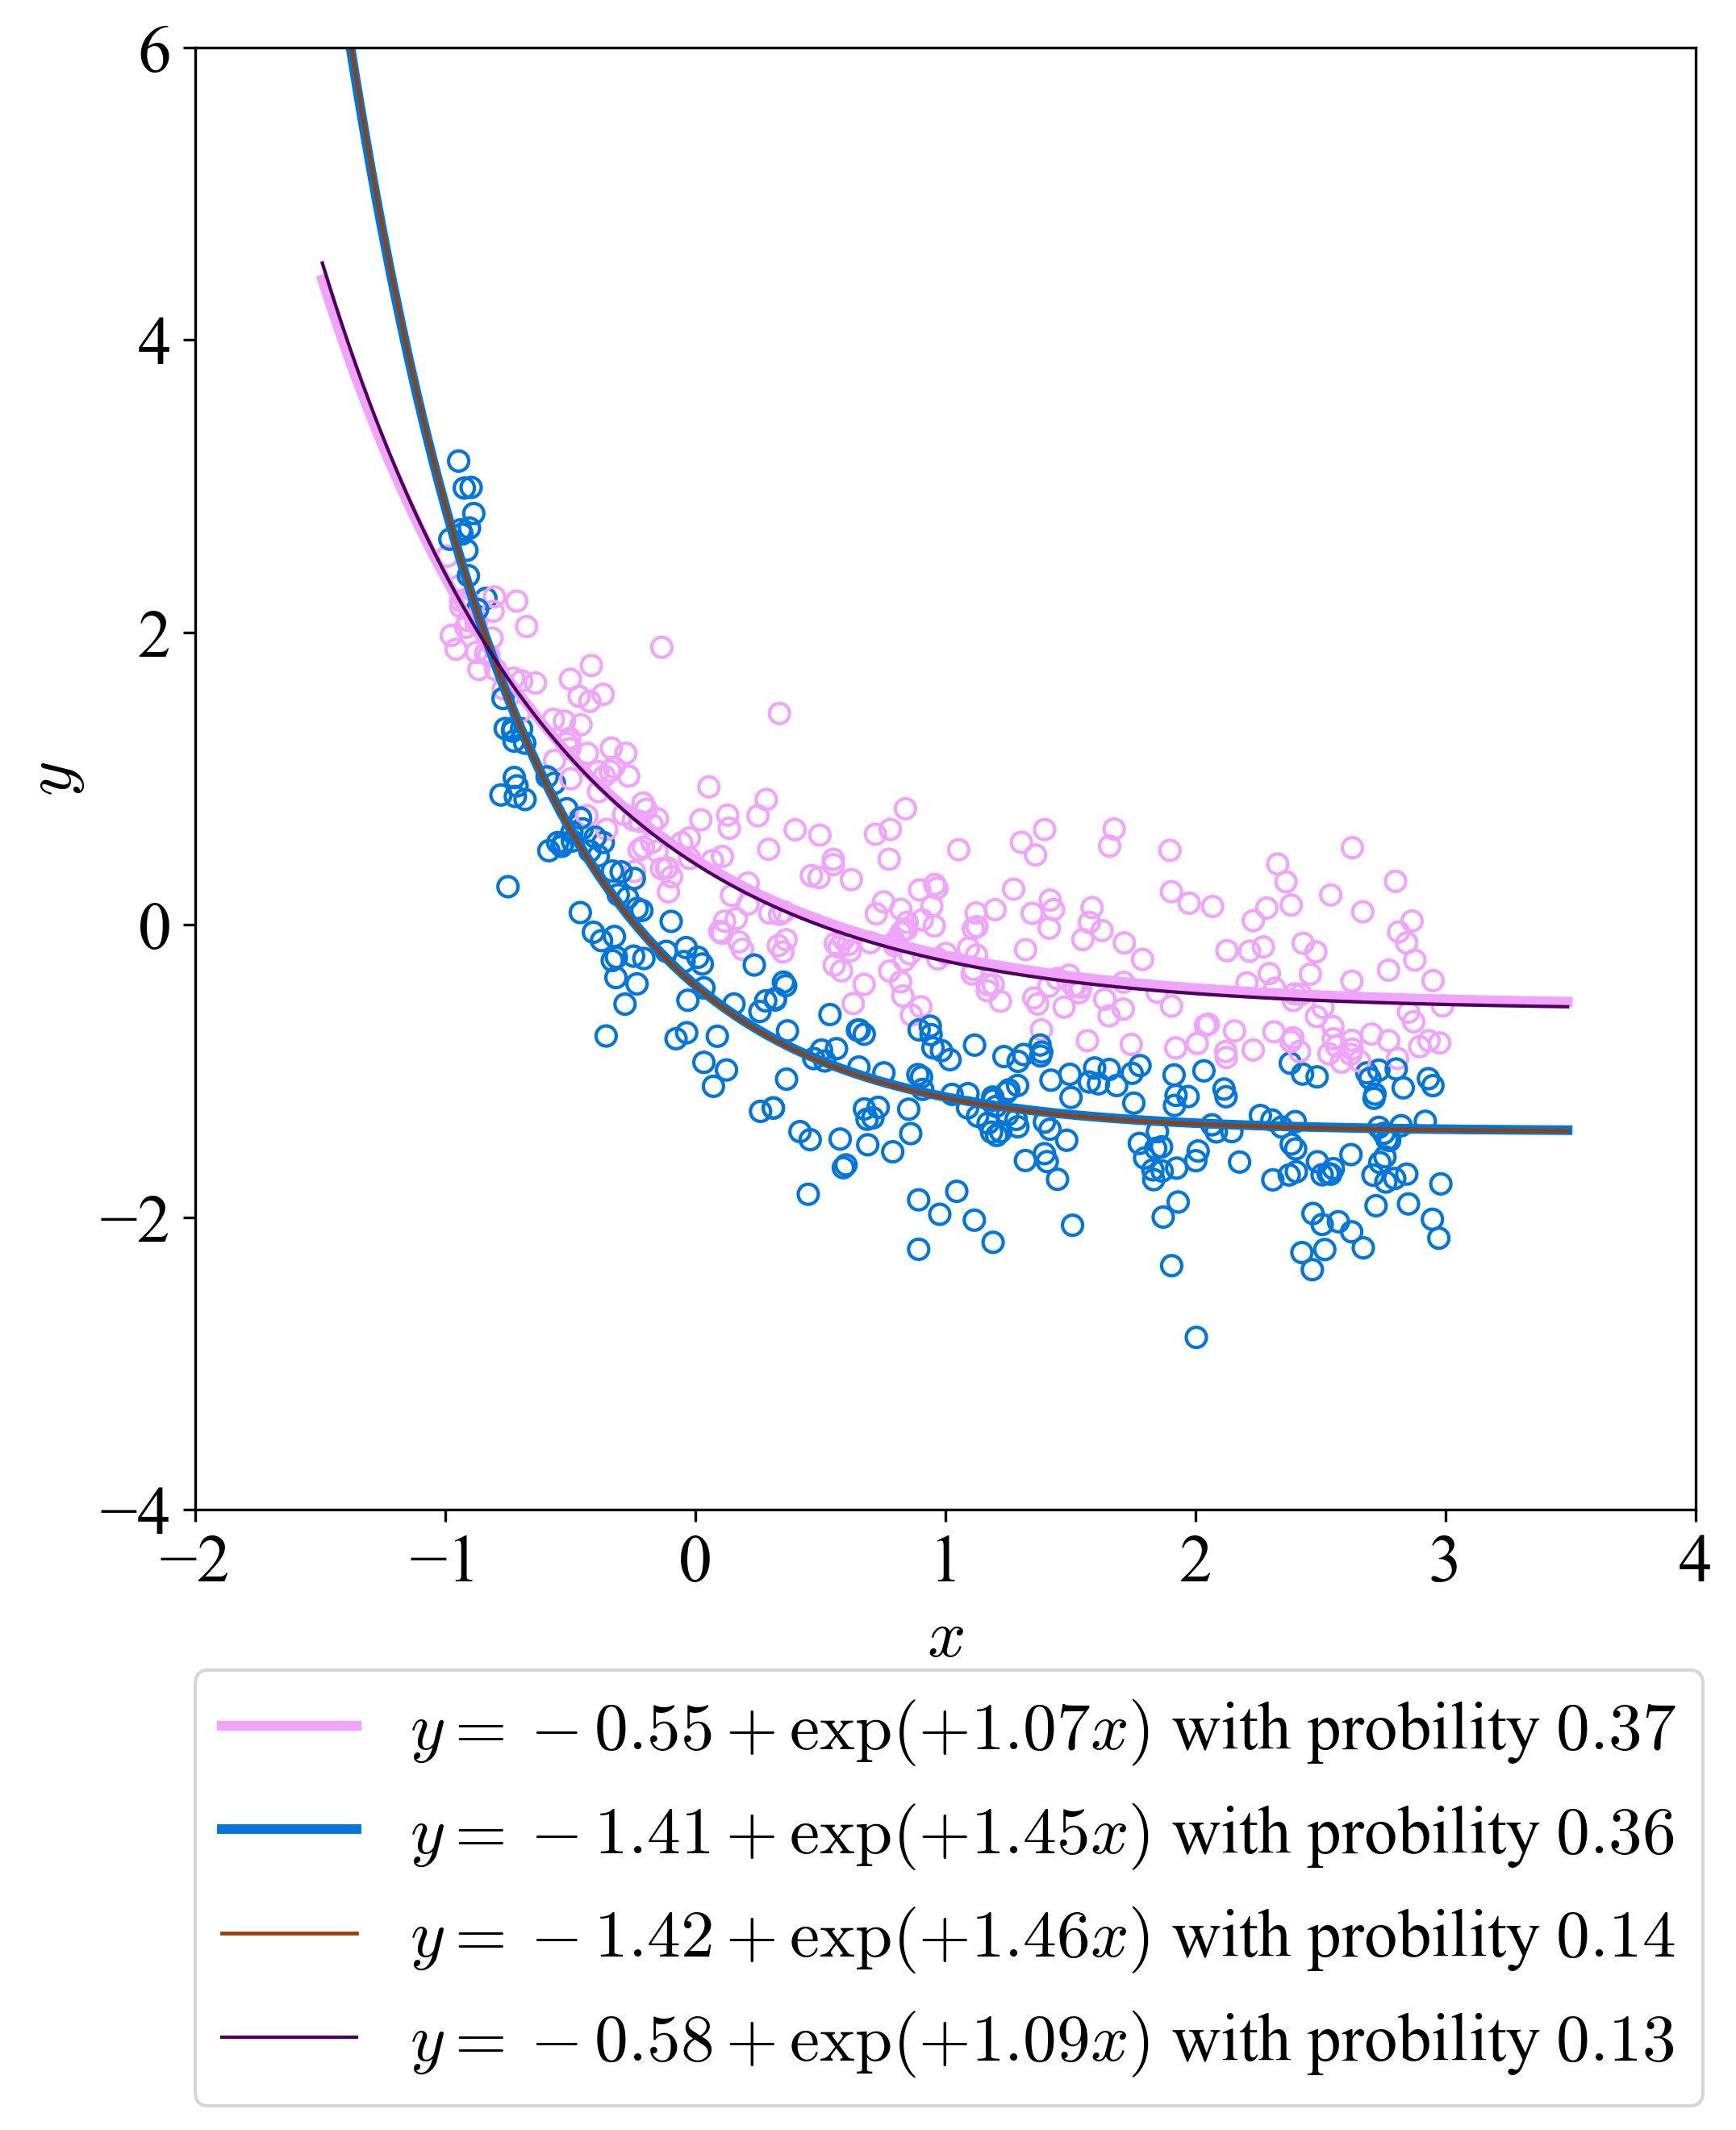 6
4
2
0
−2
−4
y
−2 −1 0 1 2 3 4
x
y = − 0.55 + exp(+1.07x) with probility 0.37
y = − 1.41 + exp(+1.45x) with probility 0.36
y = − 1.42 + exp(+1.46x) with probility 0.14
y = − 0.58 + exp(+1.09x) with probility 0.13